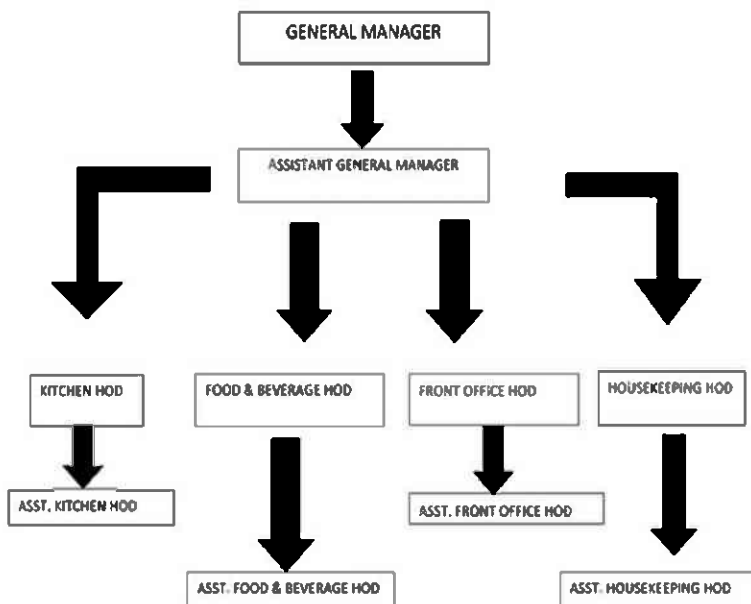 GENERAL MANAGER
ASSISTANT GENERAL MANAGER
KITCHEN HOD
FOOD & BEVERAGE HOD
FRONT OFFICE HOD
HOUSEKEEPING HOD
ASST. KITCHEN HOD
ASST. FRONT OFFICE HOD
ASST. FOOD & BEVERAGE HOD
ASST. HOUSEKEEPING HOD